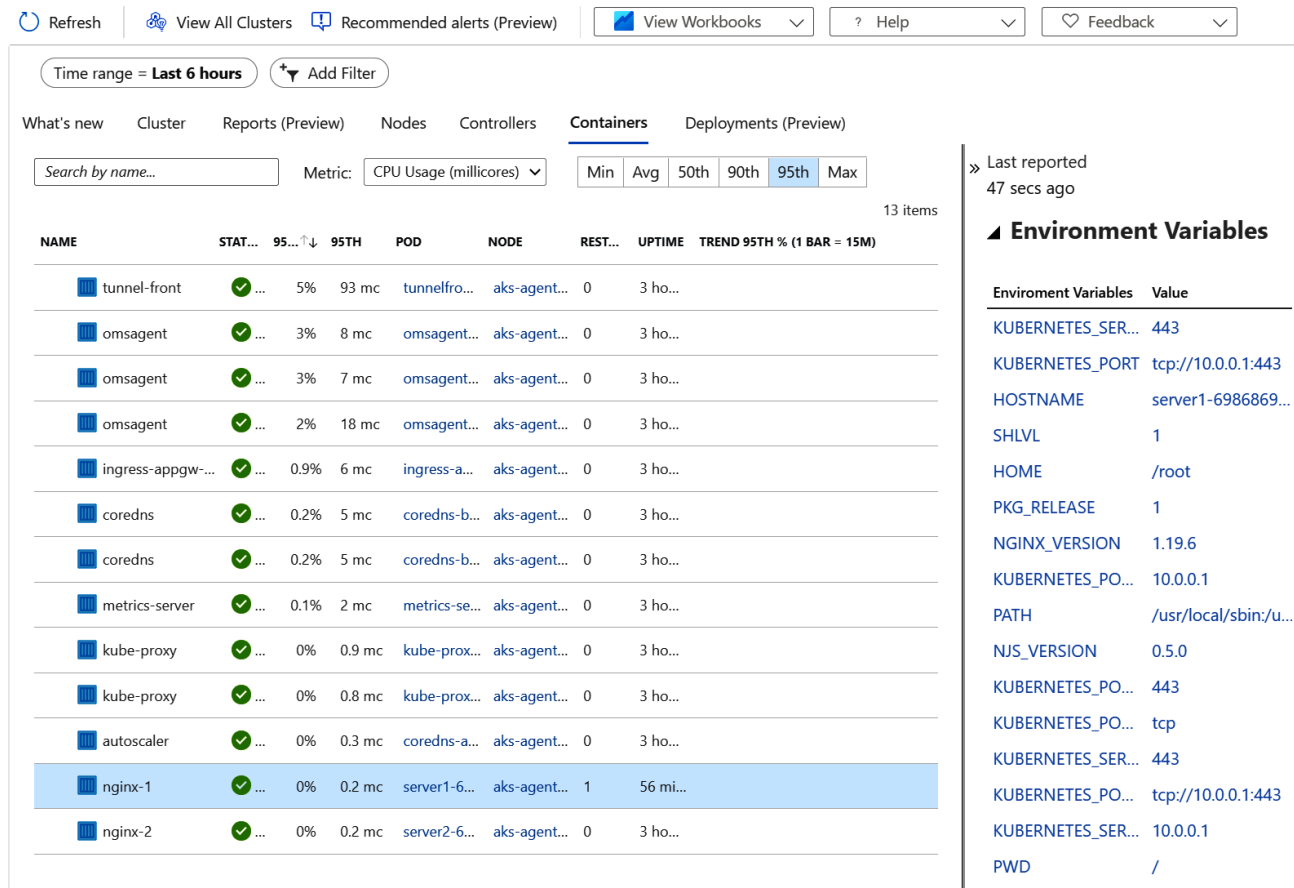 Refresh View All Clusters Recommended alerts (Preview) View Workbooks ? Help Feedback
Time range = Last 6 hours Add Filter
What's new Cluster Reports (Preview) Nodes Controllers Containers Deployments (Preview)
Search by name... Metric: CPU Usage (millicores) Min Avg 50th 90th 95th Max
13 items
NAME STAT... 95...↑↓ 95TH POD NODE REST... UPTIME TREND 95TH % (1 BAR = 15M)
tunnel-front ... 5% 93 mc tunnelfro... aks-agent... 0 3 ho...
omsagent ... 3% 8 mc omsagent... aks-agent... 0 3 ho...
omsagent ... 3% 7 mc omsagent... aks-agent... 0 3 ho...
omsagent ... 2% 18 mc omsagent... aks-agent... 0 3 ho...
ingress-appgw-... ... 0.9% 6 mc ingress-a... aks-agent... 0 3 ho...
coredns ... 0.2% 5 mc coredns-b... aks-agent... 0 3 ho...
coredns ... 0.2% 5 mc coredns-b... aks-agent... 0 3 ho...
metrics-server ... 0.1% 2 mc metrics-se... aks-agent... 0 3 ho...
kube-proxy ... 0% 0.9 mc kube-prox... aks-agent... 0 3 ho...
kube-proxy ... 0% 0.8 mc kube-prox... aks-agent... 0 3 ho...
autoscaler ... 0% 0.3 mc coredns-a... aks-agent... 0 3 ho...
nginx-1 ... 0% 0.2 mc server1-6... aks-agent... 1 56 mi...
nginx-2 ... 0% 0.2 mc server2-6... aks-agent... 0 3 ho...
» Last reported
47 secs ago
Environment Variables
Enviroment Variables Value
KUBERNETES_SER... 443
KUBERNETES_PORT tcp://10.0.0.1:443
HOSTNAME server1-6986869...
SHLVL 1
HOME /root
PKG_RELEASE 1
NGINX_VERSION 1.19.6
KUBERNETES_PO... 10.0.0.1
PATH /usr/local/sbin:/u...
NJS_VERSION 0.5.0
KUBERNETES_PO... 443
KUBERNETES_PO... tcp
KUBERNETES_SER... 443
KUBERNETES_PO... tcp://10.0.0.1:443
KUBERNETES_SER... 10.0.0.1
PWD /